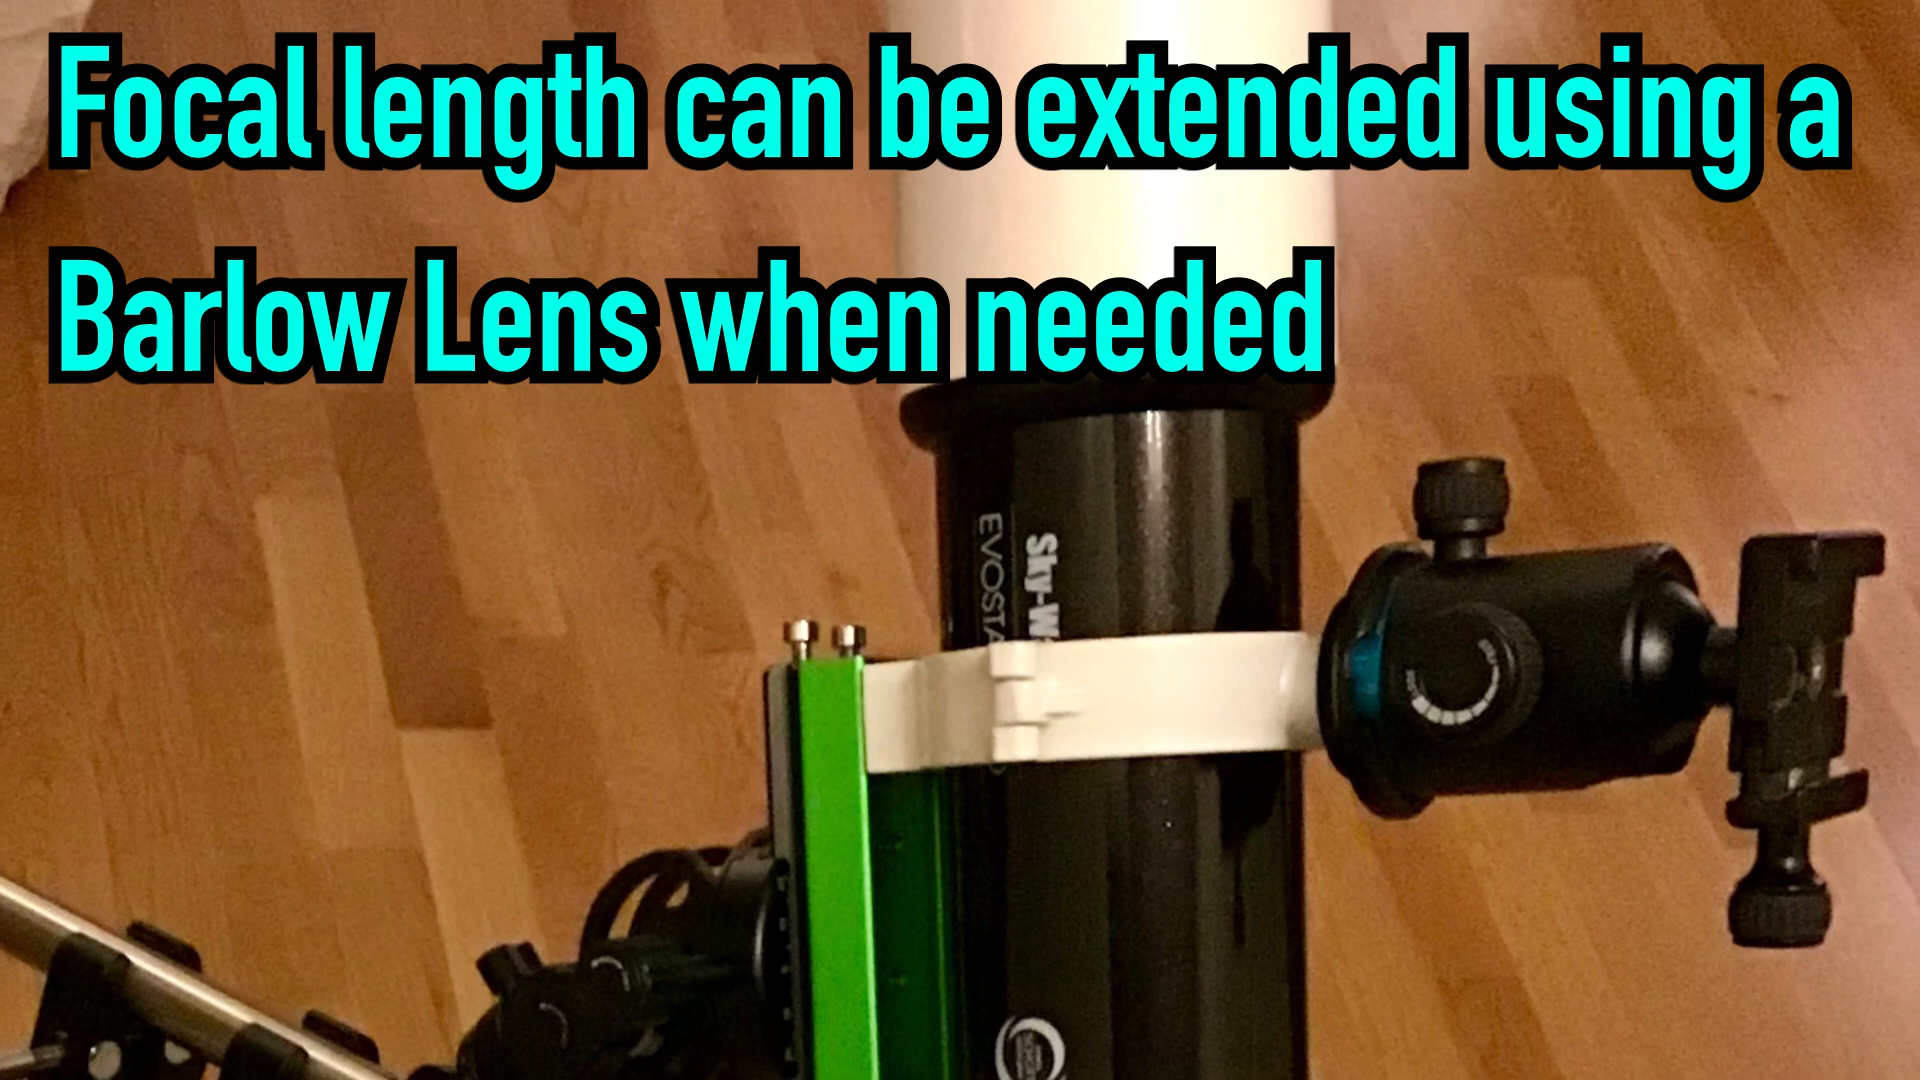 Focal length can be extended using a
Barlow Lens when needed
Sky-W
EVOSTA